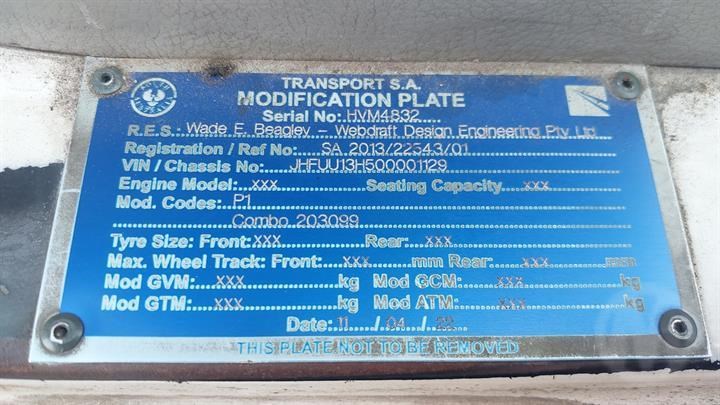 TRANSPORT S.A.
MODIFICATION PLATE
Serial No: HVM4832
R.E.S.: Wade E. Beagley - Webdraft Design Engineering Pty Ltd
Registration / Ref No: SA 2013/22543/01
VIN / Chassis No: JHFUU13H500001129
Engine Model: xxx Seating Capacity xxx
Mod. Codes: P1
Combo 203099
Tyre Size: Front: xxx Rear: xxx
Max. Wheel Track: Front: xxx mm Rear: xxx mm
Mod GVM: xxx kg Mod GCM: xxx kg
Mod GTM: xxx kg Mod ATM: xxx kg
Date: 11 / 04 / 22
THIS PLATE NOT TO BE REMOVED